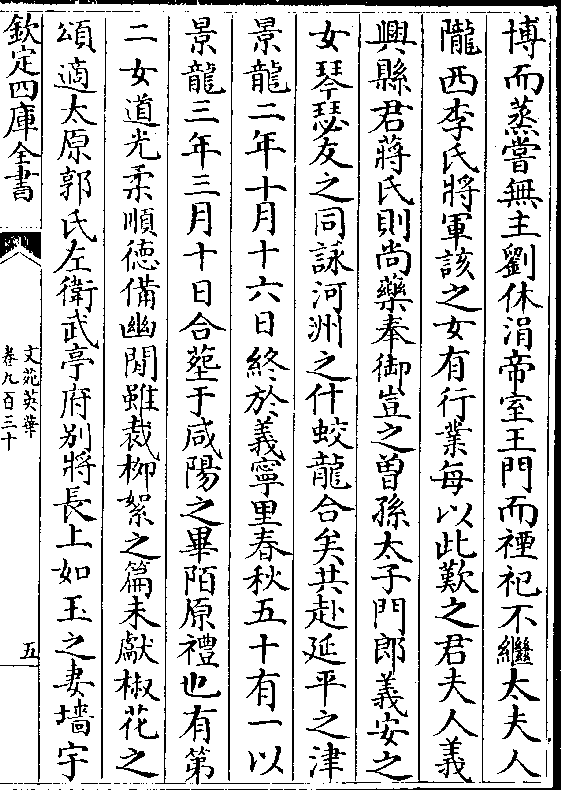 博而蒸嘗無主劉休涓帝室王門而禋祀不繼太夫人
隴西李氏將軍該之女有行業每以此歎之君夫人義
興縣君蔣氏則尚藥奉御豈之曽孫太子門郎義安之
女琴瑟友之同詠河洲之什蛟龍合矣共赴延平之津
景龍二年十月十六日終於義寧里春秋五十有一以
景龍三年三月十日合塟于咸陽之畢陌原禮也有第
二女道光柔順徳備幽閒雖裁柳絮之篇未獻椒花之
頌適太原郭氏左衛武亭府别將長上如玉之妻墻宇
欽定四庫全書
文苑英華
卷九百三十
五